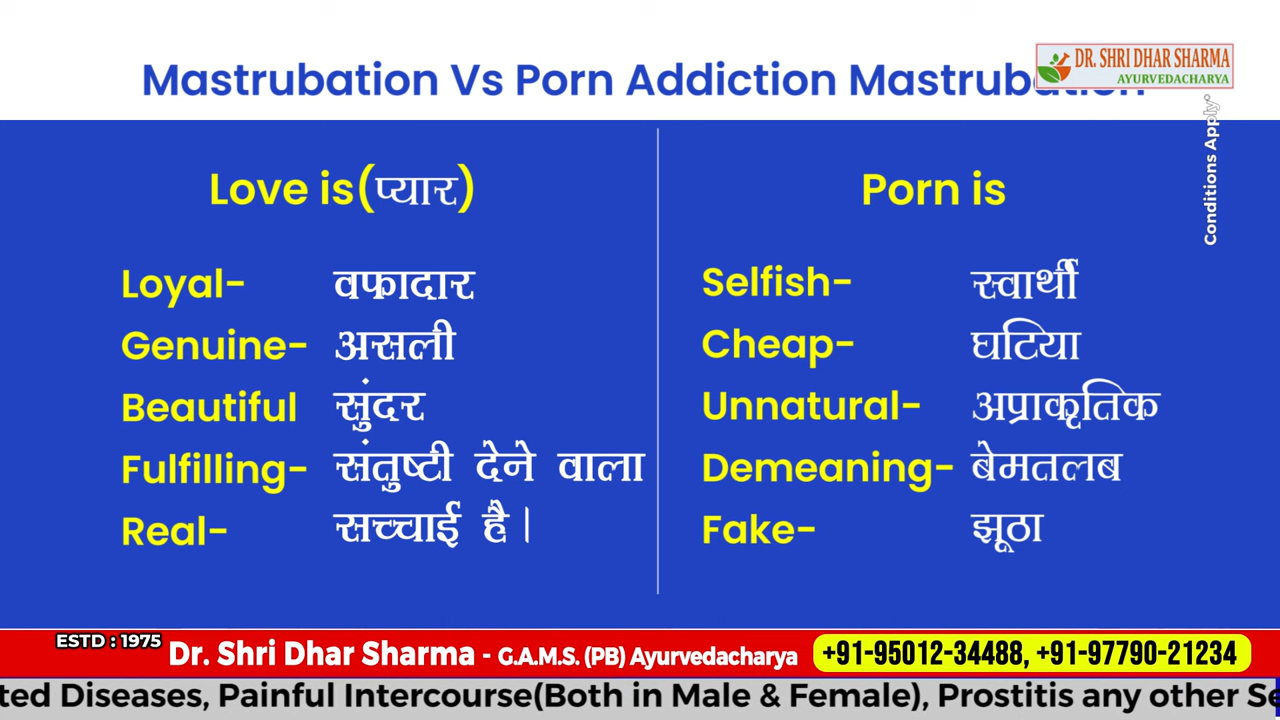 Mastrubation Vs Porn Addiction Mastrubation
DR. SHRI DHAR SHARMA
AYURVEDACHARYA
Conditions Apply
Love is(प्यार)
Loyal- वफादार
Genuine- असली
Beautiful सुंदर
Fulfilling- संतुष्टी देने वाला
Real- सच्चाई है।
Porn is
Selfish- स्वार्थी
Cheap- घटिया
Unnatural- अप्राकृतिक
Demeaning- बेमतलब
Fake- झूठा
ESTD : 1975
Dr. Shri Dhar Sharma - G.A.M.S. (PB) Ayurvedacharya
+91-95012-34488, +91-97790-21234
ted Diseases, Painful Intercourse(Both in Male & Female), Prostitis any other Se